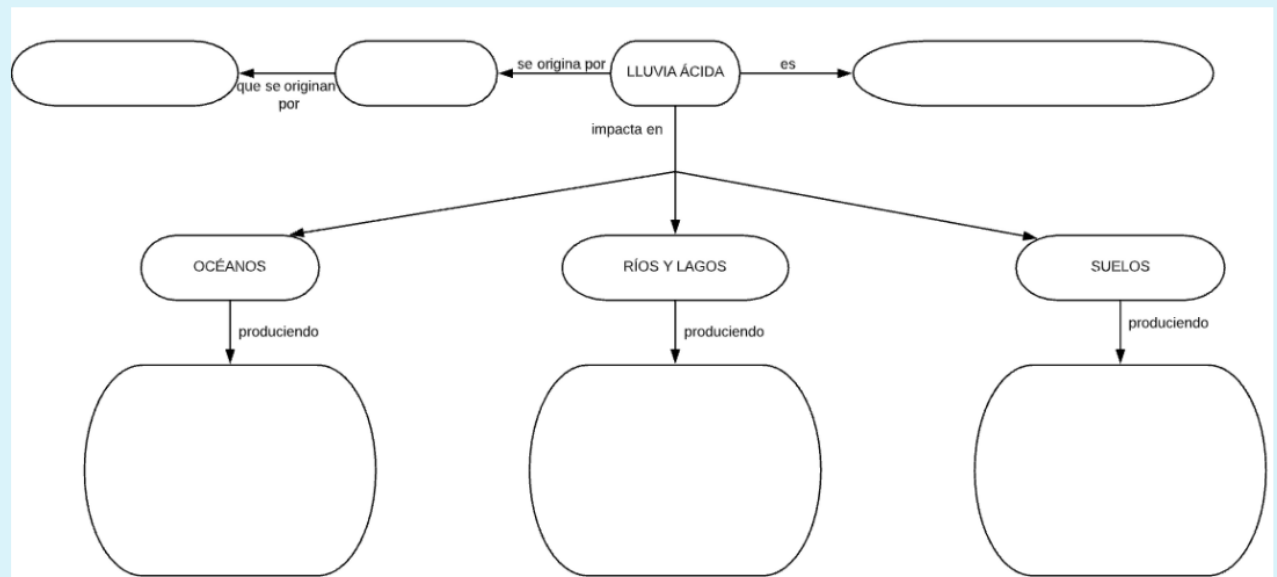 se origina por
LLUVIA ÁCIDA
es
que se originan
por
impacta en
OCÉANOS
RÍOS Y LAGOS
SUELOS
produciendo
produciendo
produciendo